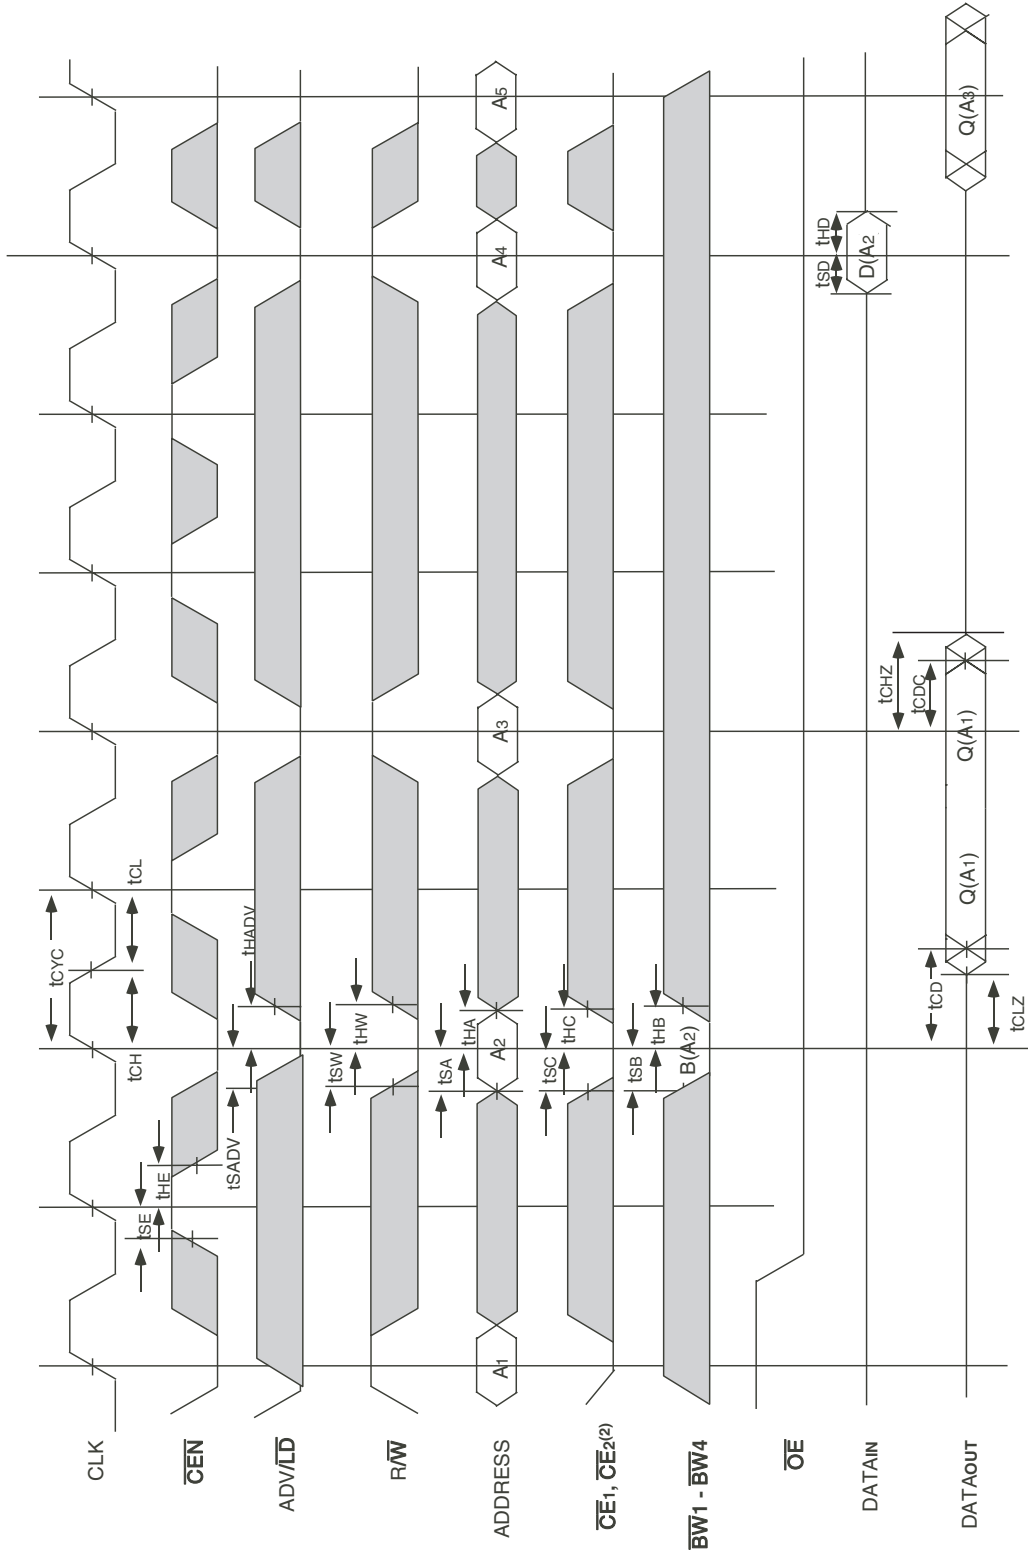 CLK
tCYC
tCH
tCL
CEN
tSE
tHE
ADV/LD
tSADV
tHADV
R/W
tSW
tHW
ADDRESS
A1
A2
A3
A4
A5
tSA
tHA
CE1, CE2(2)
tSC
tHC
BW1 - BW4
tSB
tHB
B(A2)
OE
DATAIN
tSD
tHD
D(A2
DATAOUT
tCD
tCLZ
Q(A1)
Q(A1)
tCHZ
tCDC
Q(A3)